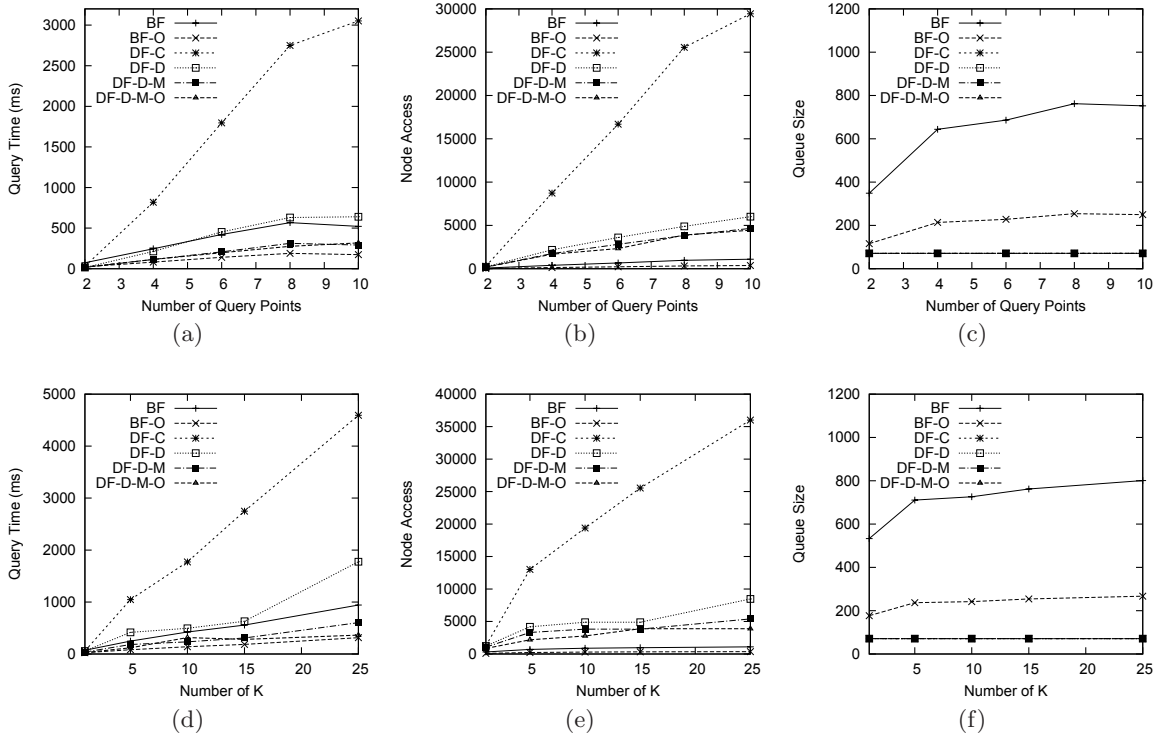 3000
2500
2000
1500
1000
500
0
2 3 4 5 6 7 8 9 10
Query Time (ms)
Number of Query Points
BF
BF-O
DF-C
DF-D
DF-D-M
DF-D-M-O
(a)
30000
25000
20000
15000
10000
5000
0
2 3 4 5 6 7 8 9 10
Node Access
Number of Query Points
BF
BF-O
DF-C
DF-D
DF-D-M
DF-D-M-O
(b)
1200
1000
800
600
400
200
0
2 3 4 5 6 7 8 9 10
Queue Size
Number of Query Points
BF
BF-O
DF-C
DF-D
DF-D-M
DF-D-M-O
(c)
5000
4000
3000
2000
1000
0
5 10 15 20 25
Query Time (ms)
Number of K
BF
BF-O
DF-C
DF-D
DF-D-M
DF-D-M-O
(d)
40000
35000
30000
25000
20000
15000
10000
5000
0
5 10 15 20 25
Node Access
Number of K
BF
BF-O
DF-C
DF-D
DF-D-M
DF-D-M-O
(e)
1200
1000
800
600
400
200
0
5 10 15 20 25
Queue Size
Number of K
BF
BF-O
DF-C
DF-D
DF-D-M
DF-D-M-O
(f)